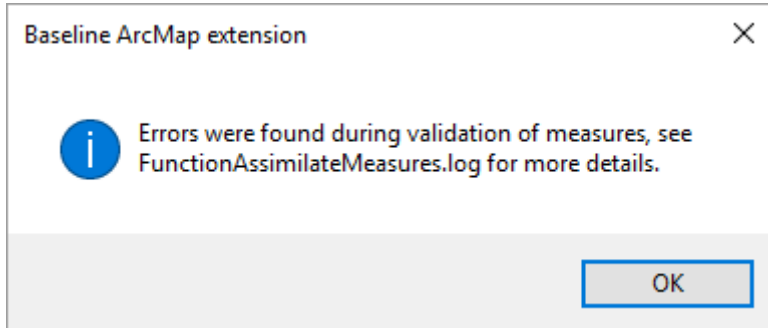 Baseline ArcMap extension
Errors were found during validation of measures, see
FunctionAssimilateMeasures.log for more details.
OK